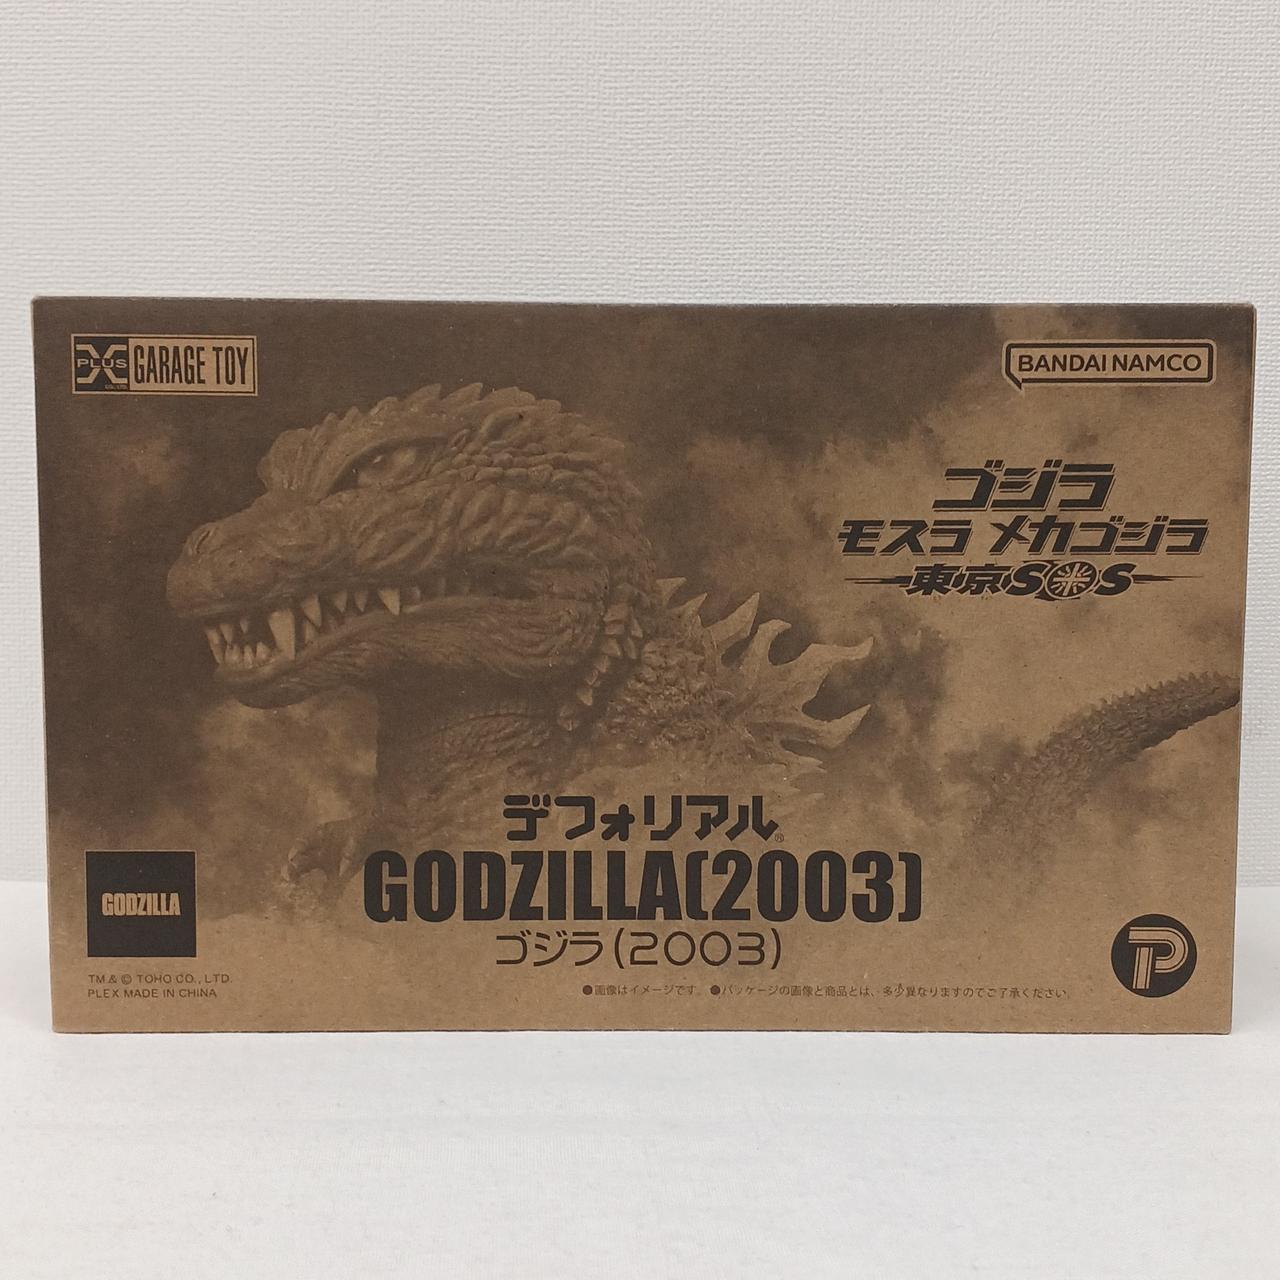 X PLUS CO., LTD. GARAGE TOY
BANDAI NAMCO
ゴジラ
モスラ メカゴジラ
東京SOS
デフォリアル®
GODZILLA(2003)
ゴジラ(2003)
GODZILLA
TM & © TOHO CO., LTD.
PLEX MADE IN CHINA
●画像はイメージです。 ●パッケージの画像と商品とは、多少異なりますのでご了承ください。
P